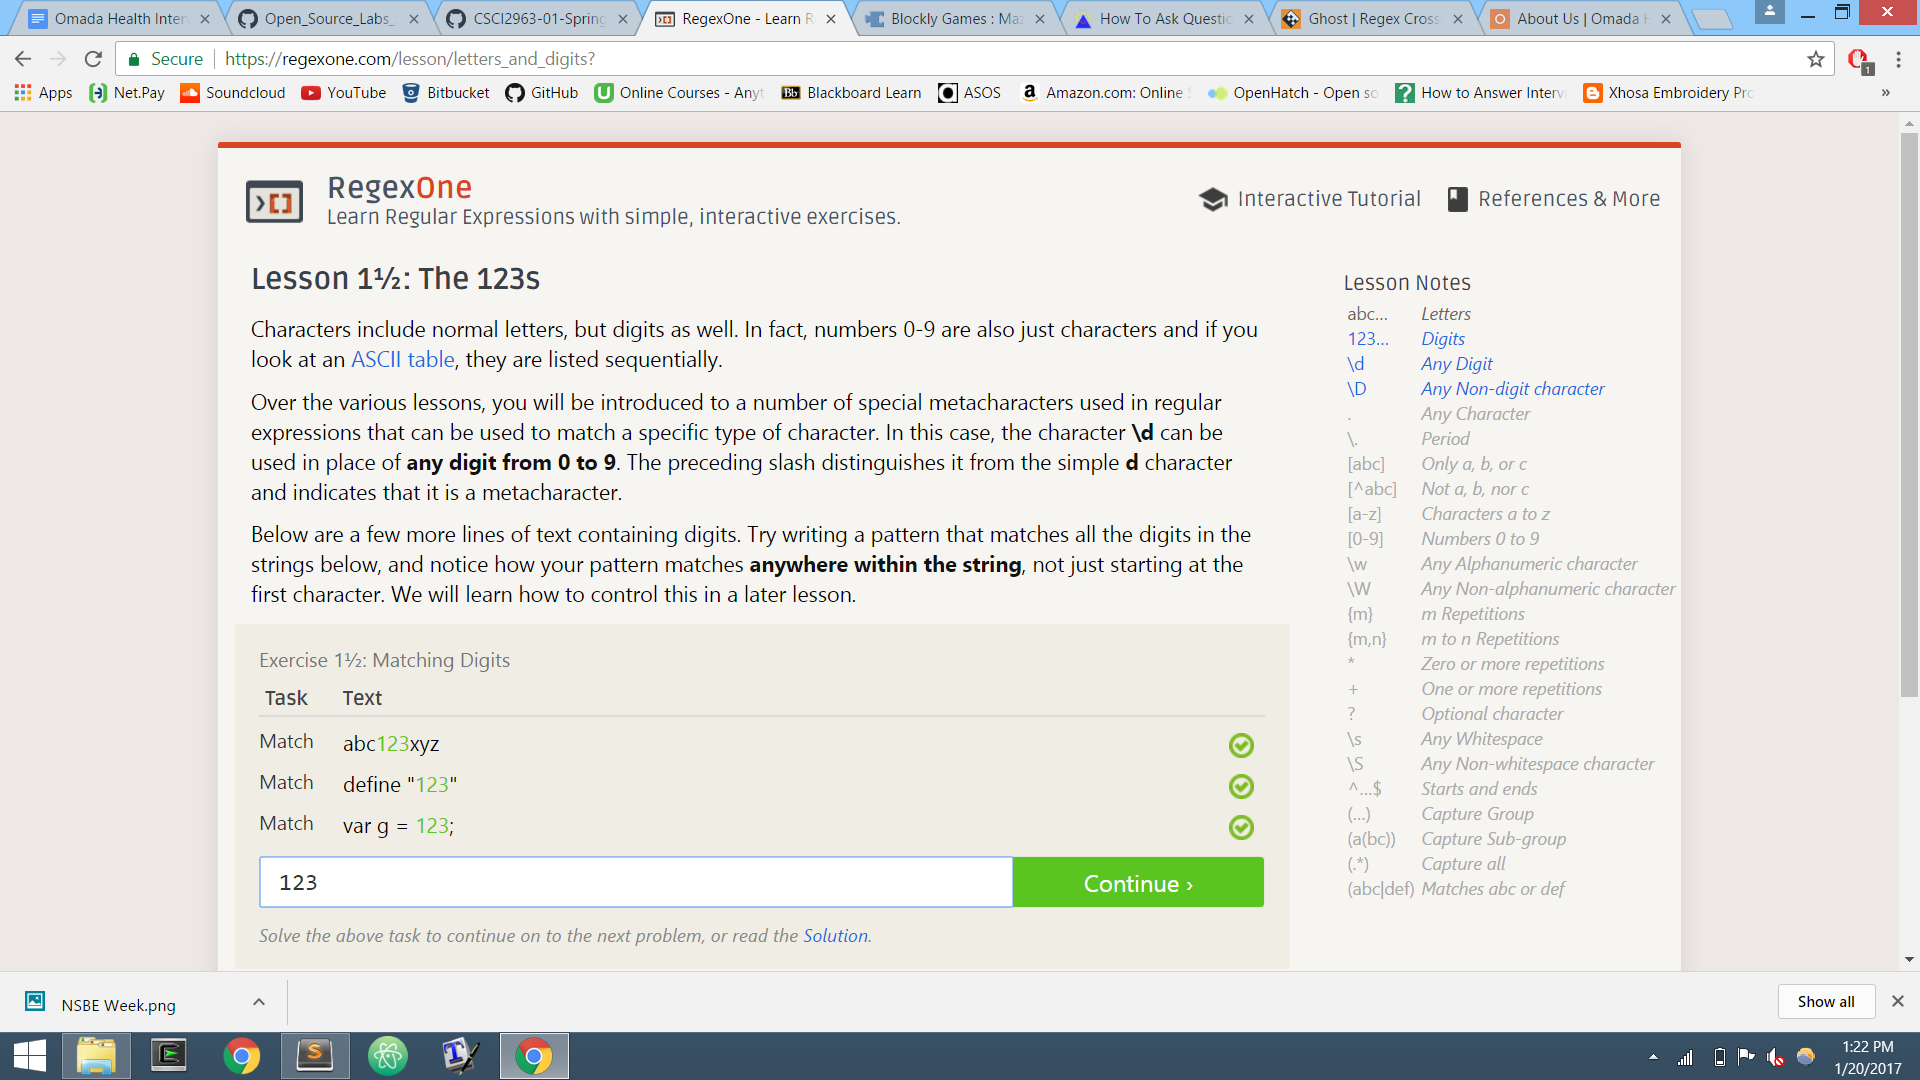 Omada Health Inter
Open_Source_Labs_
CSCI2963-01-Spring
RegexOne - Learn R
Blockly Games : Maz
How To Ask Questio
Ghost | Regex Cross
About Us | Omada H
Secure
https://regexone.com/lesson/letters_and_digits?
1
Apps
Net.Pay
Soundcloud
YouTube
Bitbucket
GitHub
Online Courses - Anyt
Bb
Blackboard Learn
ASOS
Amazon.com: Online S
OpenHatch - Open so
How to Answer Interv
Xhosa Embroidery Pro
»
RegexOne
Learn Regular Expressions with simple, interactive exercises.
Interactive Tutorial
References & More
Lesson 1½: The 123s
Characters include normal letters, but digits as well. In fact, numbers 0-9 are also just characters and if you
look at an ASCII table, they are listed sequentially.
Over the various lessons, you will be introduced to a number of special metacharacters used in regular
expressions that can be used to match a specific type of character. In this case, the character \d can be
used in place of any digit from 0 to 9. The preceding slash distinguishes it from the simple d character
and indicates that it is a metacharacter.
Below are a few more lines of text containing digits. Try writing a pattern that matches all the digits in the
strings below, and notice how your pattern matches anywhere within the string, not just starting at the
first character. We will learn how to control this in a later lesson.
Exercise 1½: Matching Digits
Task Text
Match abc123xyz
Match define "123"
Match var g = 123;
123
Continue ›
Solve the above task to continue on to the next problem, or read the Solution.
Lesson Notes
abc… Letters
123… Digits
\d Any Digit
\D Any Non-digit character
. Any Character
\. Period
[abc] Only a, b, or c
[^abc] Not a, b, nor c
[a-z] Characters a to z
[0-9] Numbers 0 to 9
\w Any Alphanumeric character
\W Any Non-alphanumeric character
{m} m Repetitions
{m,n} m to n Repetitions
* Zero or more repetitions
+ One or more repetitions
? Optional character
\s Any Whitespace
\S Any Non-whitespace character
^…$ Starts and ends
(…) Capture Group
(a(bc)) Capture Sub-group
(.*) Capture all
(abc|def) Matches abc or def
NSBE Week.png
Show all
1:22 PM
1/20/2017